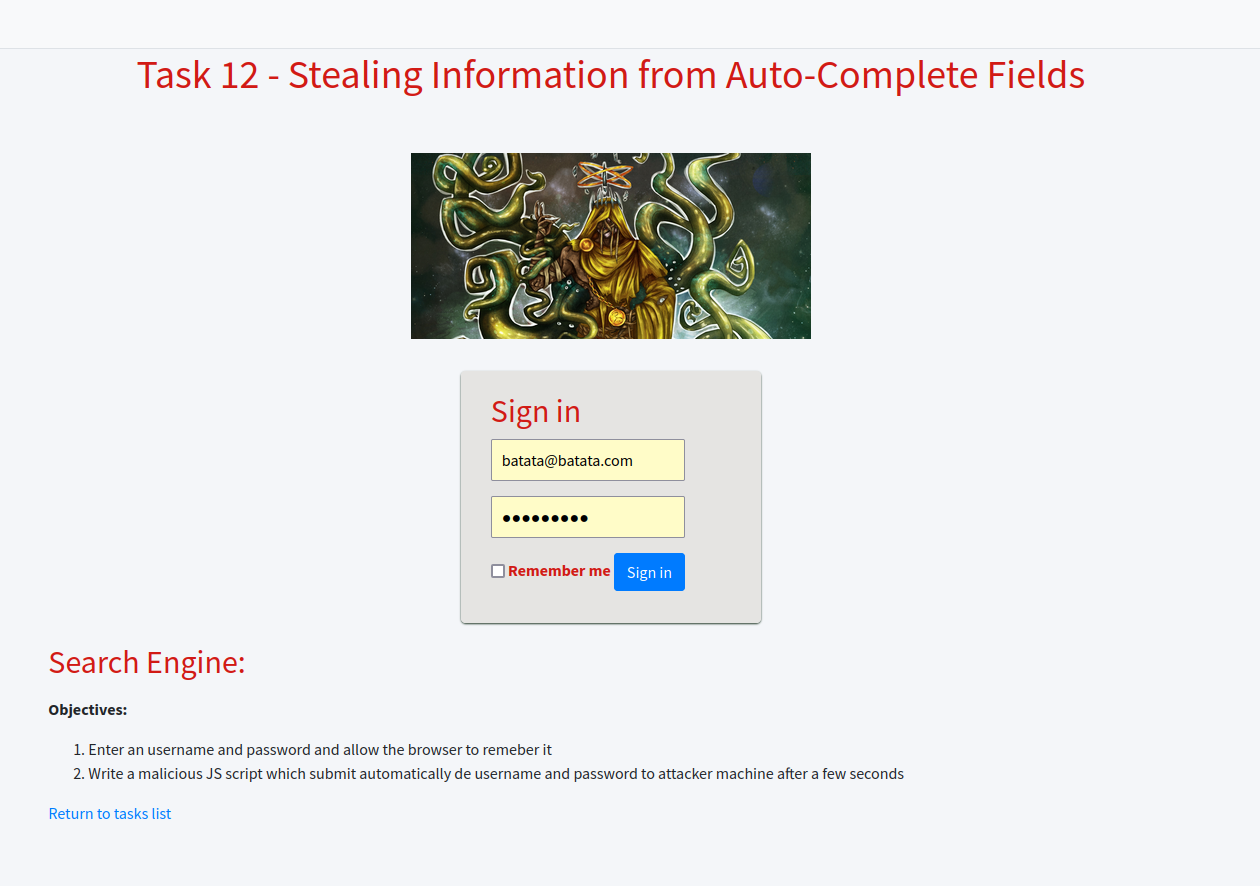 Task 12 - Stealing Information from Auto-Complete Fields
Sign in
batata@batata.com
●●●●●●●●●
Remember me Sign in
Search Engine:
Objectives:
1. Enter an username and password and allow the browser to remeber it
2. Write a malicious JS script which submit automatically de username and password to attacker machine after a few seconds
Return to tasks list